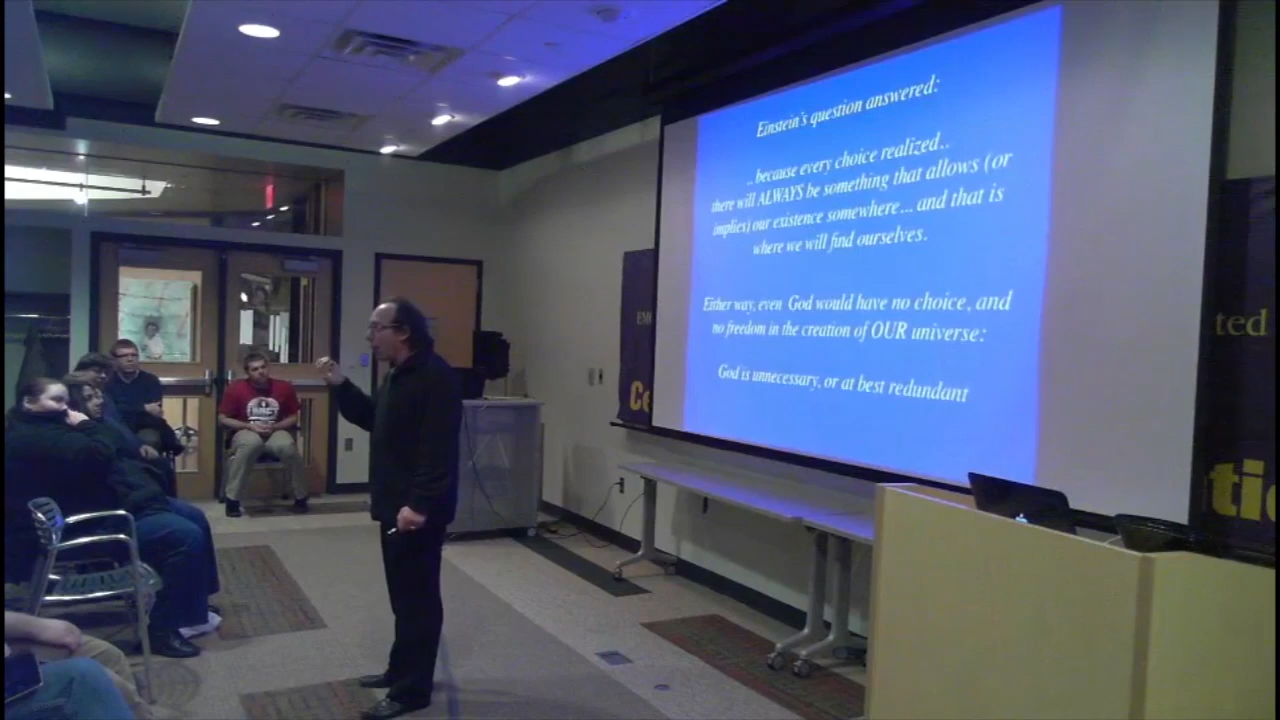 Einstein's question answered:
.. because every choice realized..
there will ALWAYS be something that allows (or
implies) our existence somewhere... and that is
where we will find ourselves.
Either way, even God would have no choice, and
no freedom in the creation of OUR universe:
God is unnecessary, or at best redundant
ted